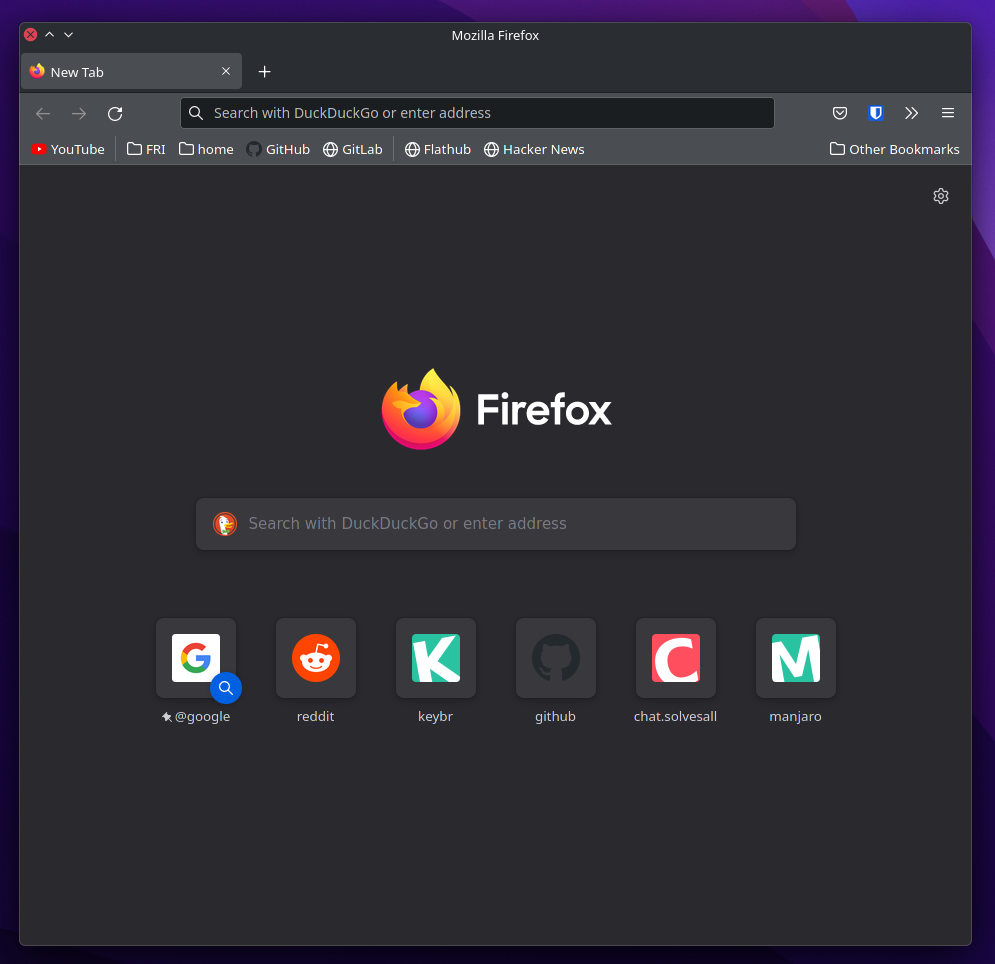 Mozilla Firefox
New Tab
Search with DuckDuckGo or enter address
YouTube FRI home GitHub GitLab Flathub Hacker News Other Bookmarks
Firefox
Search with DuckDuckGo or enter address
@google reddit keybr github chat.solvesall manjaro